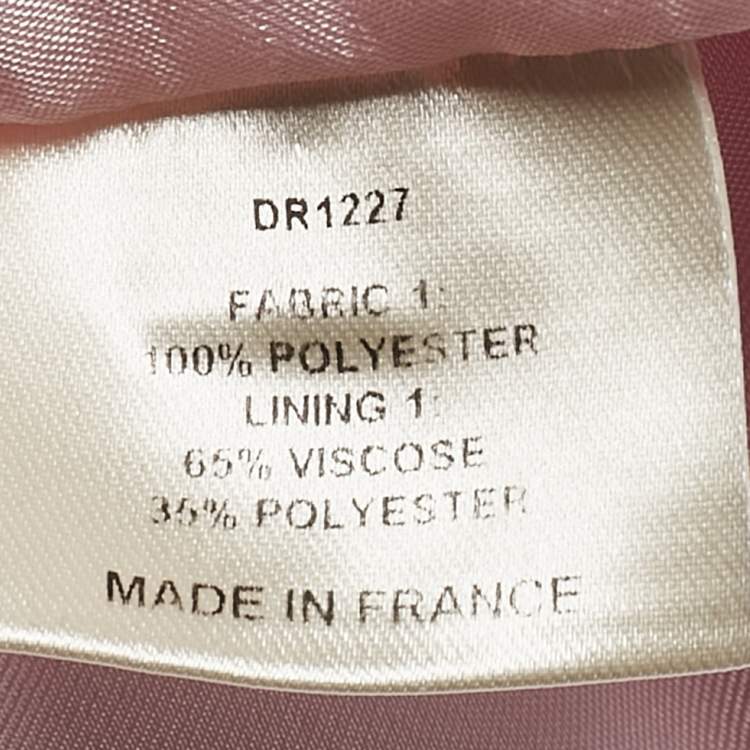 DR1227
FABRIC 1:
100% POLYESTER
LINING 1:
65% VISCOSE
35% POLYESTER
MADE IN FRANCE